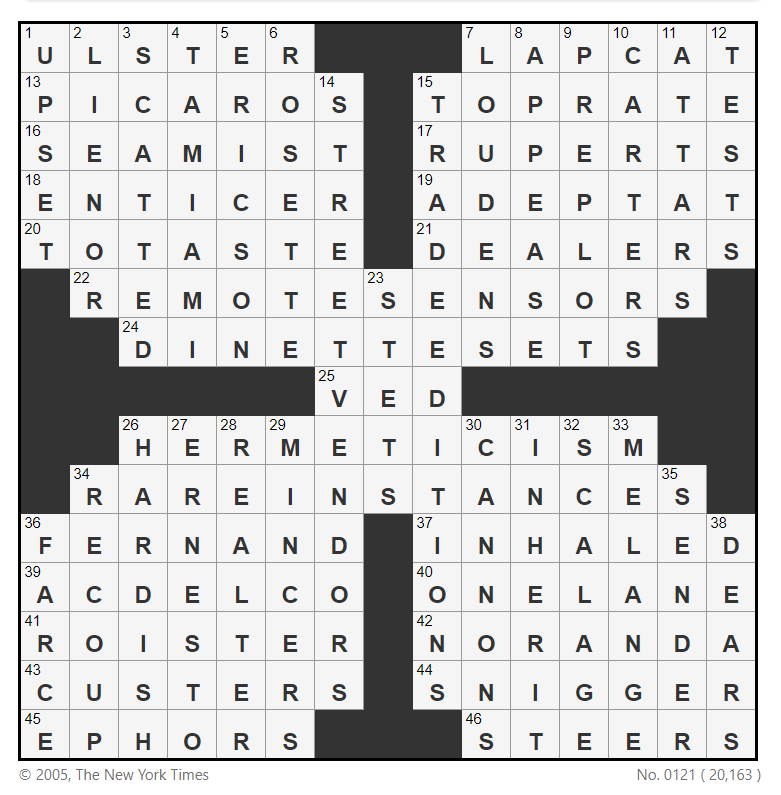 1 2 3 4 5 6 7 8 9 10 11 12
U L S T E R L A P C A T
13 14 15
P I C A R O S T O P R A T E
16 17
S E A M I S T R U P E R T S
18 19
E N T I C E R A D E P T A T
20 21
T O T A S T E D E A L E R S
22 23
R E M O T E S E N S O R S
24
D I N E T T E S E T S
25
V E D
26 27 28 29 30 31 32 33
H E R M E T I C I S M
34 35
R A R E I N S T A N C E S
36 37 38
F E R N A N D I N H A L E D
39 40
A C D E L C O O N E L A N E
41 42
R O I S T E R N O R A N D A
43 44
C U S T E R S S N I G G E R
45 46
E P H O R S S T E E R S
© 2005, The New York Times No. 0121 ( 20,163 )